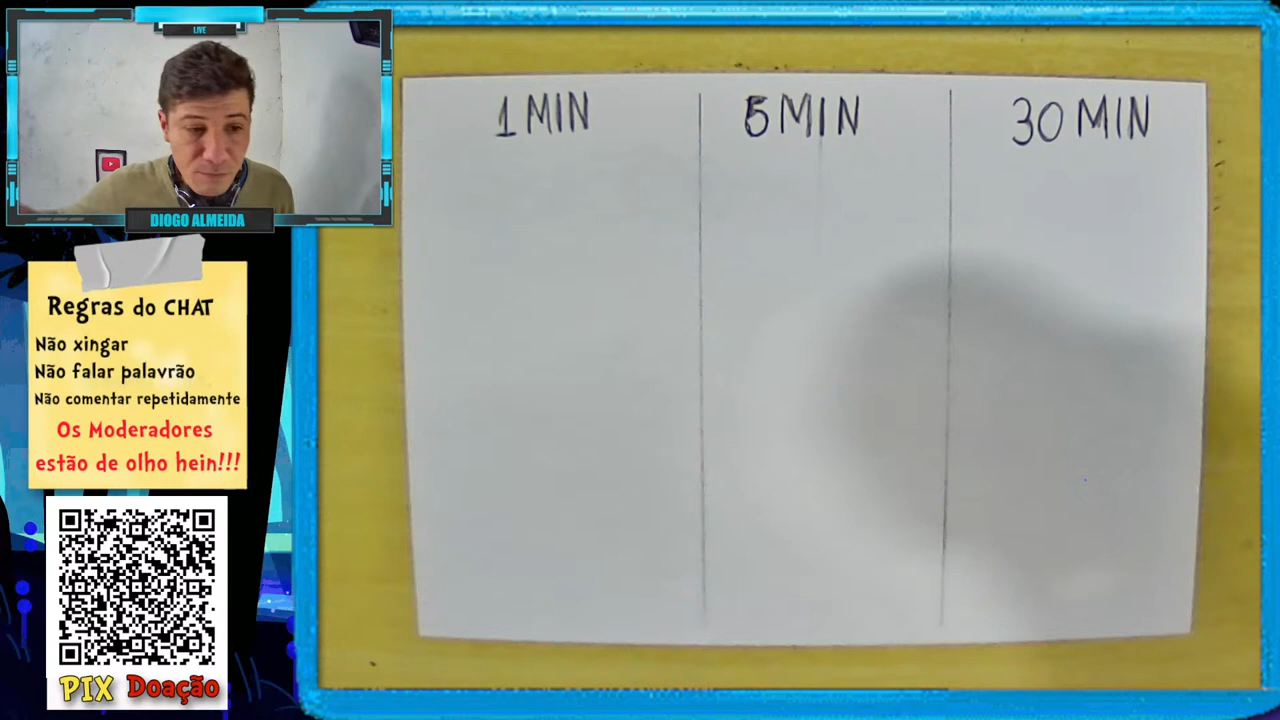 LIVE
DIOGO ALMEIDA
Regras do CHAT
Não xingar
Não falar palavrão
Não comentar repetidamente
Os Moderadores
estão de olho hein!!!
PIX Doação
1 MIN
5 MIN
30 MIN